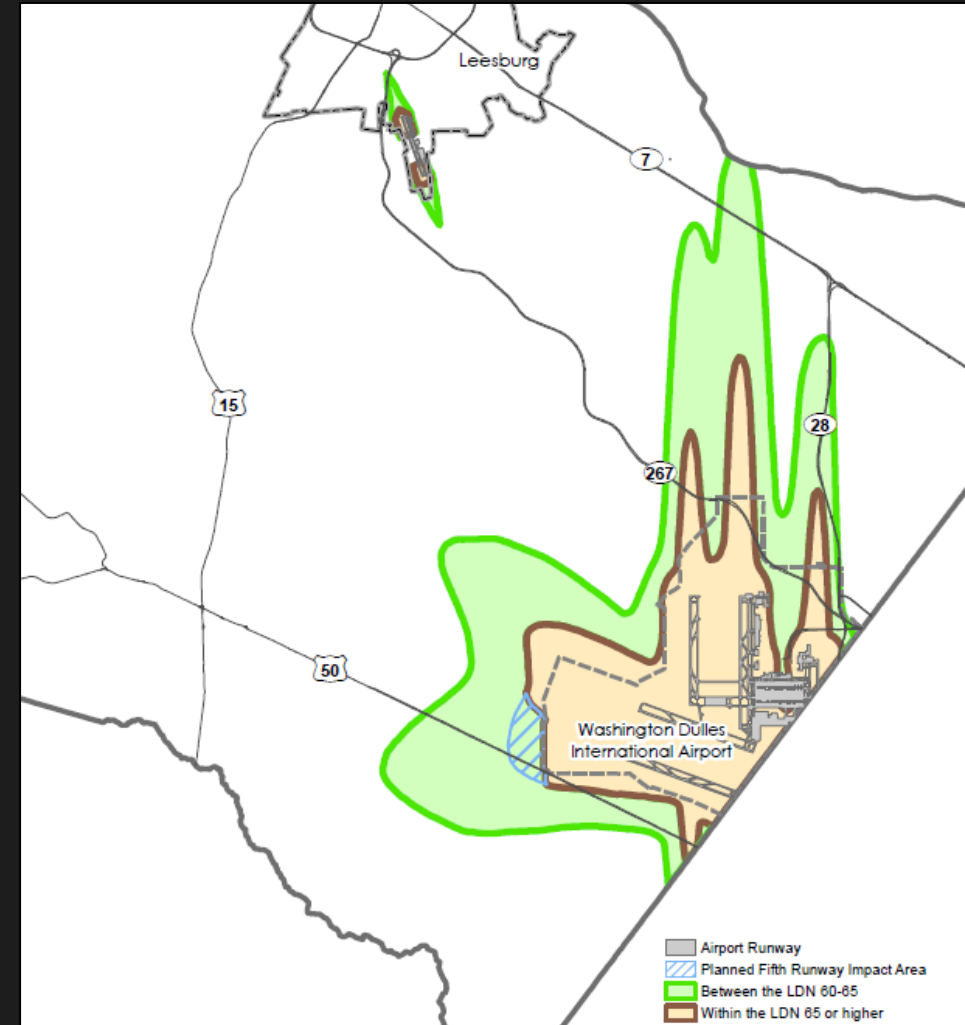 Leesburg
7
15
28
267
50
Washington Dulles
International Airport
Airport Runway
Planned Fifth Runway Impact Area
Between the LDN 60-65
Within the LDN 65 or higher